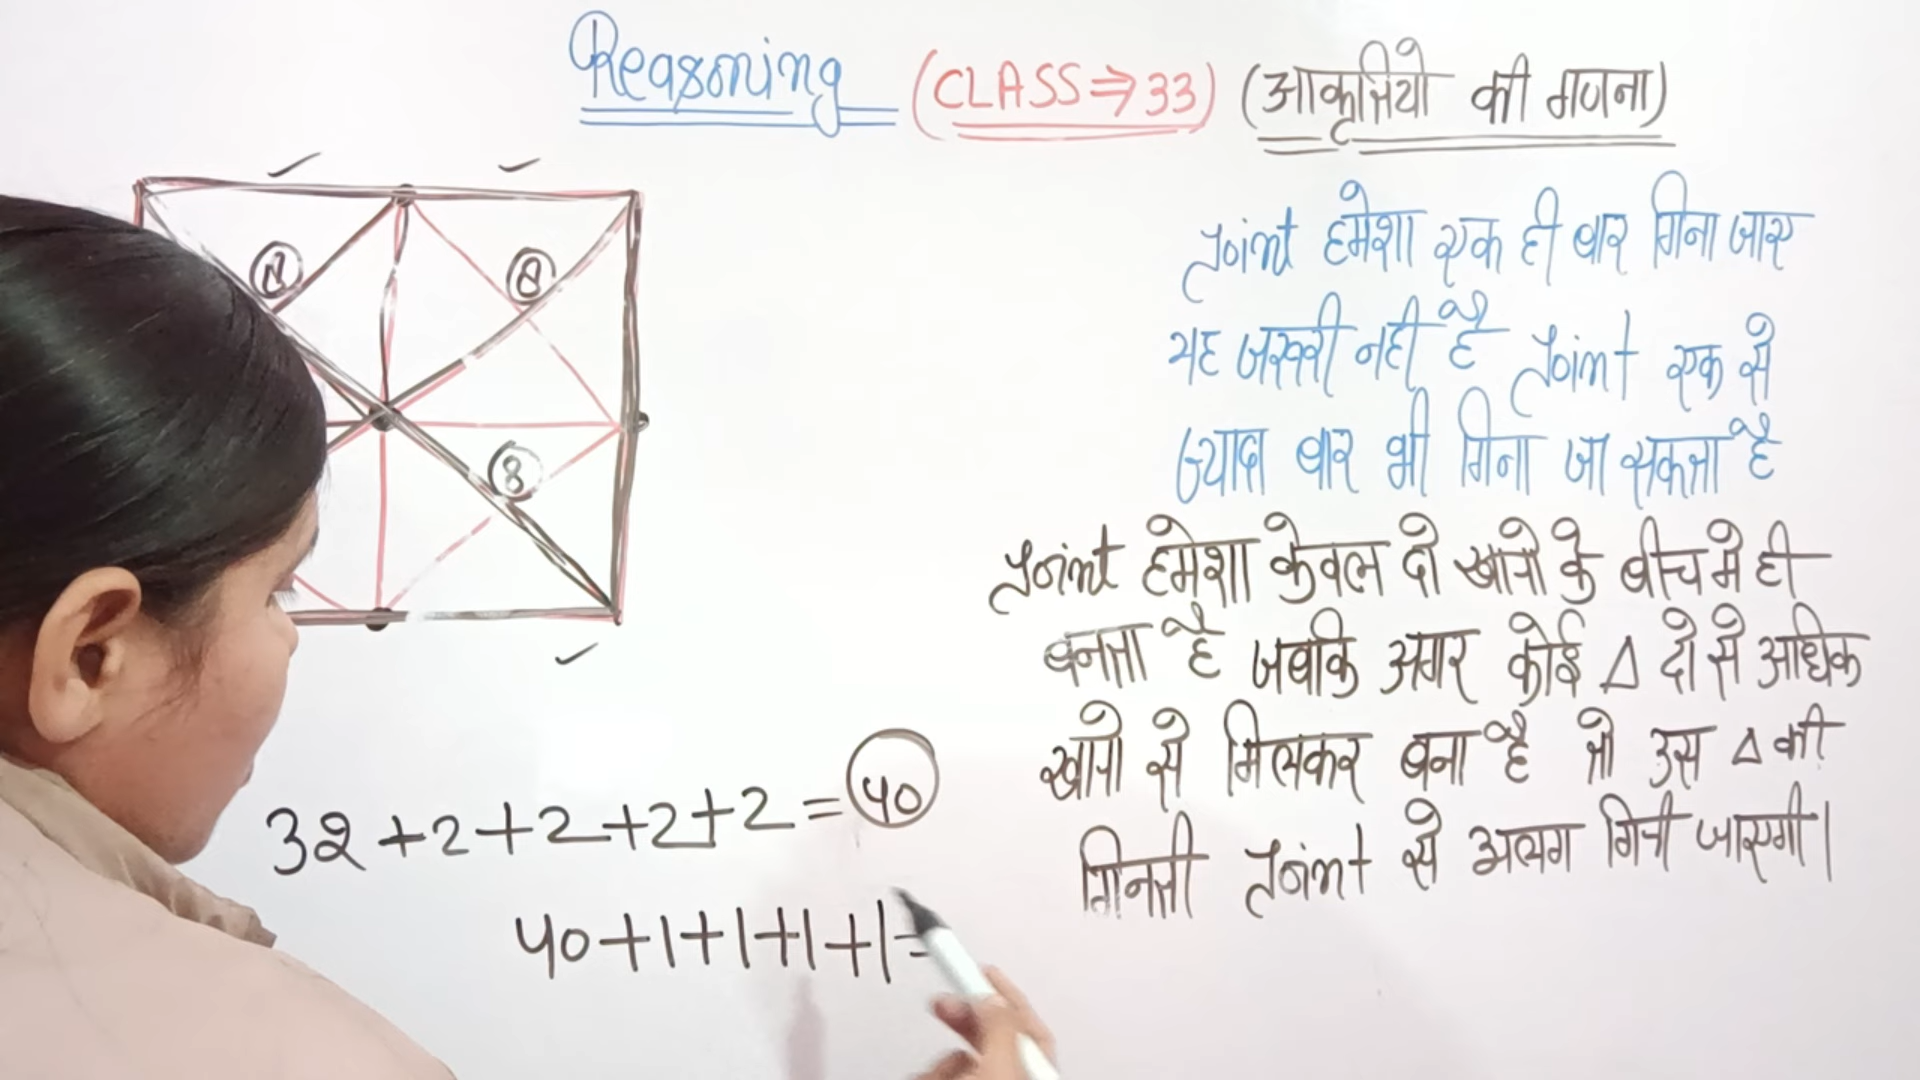 Reasoning (CLASS⇒33) (आकृतियो की गणना)
Joint हमेशा एक ही बार गिना जाए
यह जरूरी नही है Joint एक से
ज्यादा बार भी गिना जा सकता है
Joint हमेशा केवल दो खानो के बीच मे ही
बनता है जबकि अगर कोई Δ दो से अधिक
खानो से मिलकर बना है तो उस Δ की
गिनती Joint से अलग गिनी जाएगी।
8
8
32+2+2+2+2=40
40+1+1+1+1=